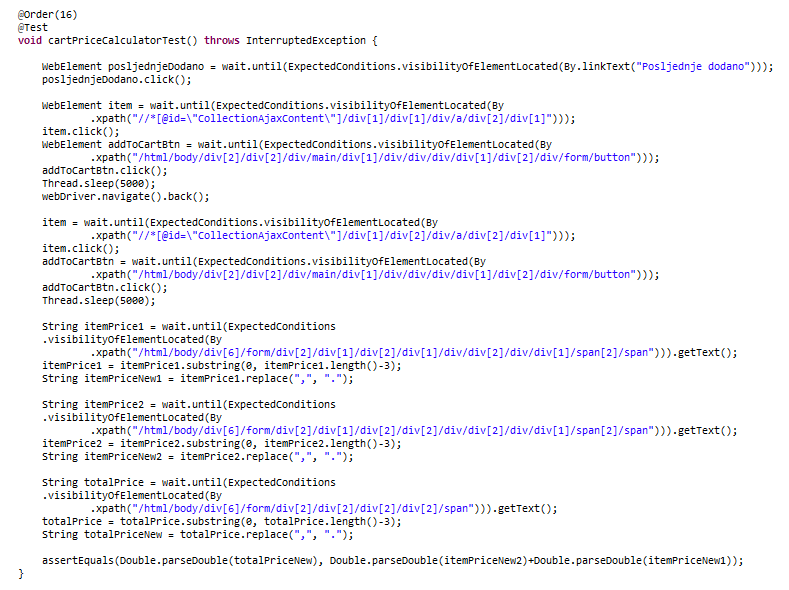 @Order(16)
@Test
void cartPriceCalculatorTest() throws InterruptedException {
WebElement posljednjeDodano = wait.until(ExpectedConditions.visibilityOfElementLocated(By.linkText("Posljednje dodano")));
posljednjeDodano.click();
WebElement item = wait.until(ExpectedConditions.visibilityOfElementLocated(By
.xpath("//*[@id=\"CollectionAjaxContent\"]/div[1]/div[1]/div/a/div[2]/div[1]")));
item.click();
WebElement addToCartBtn = wait.until(ExpectedConditions.visibilityOfElementLocated(By
.xpath("/html/body/div[2]/div[2]/div/main/div[1]/div/div/div/div[1]/div[2]/div/form/button")));
addToCartBtn.click();
Thread.sleep(5000);
webDriver.navigate().back();
item = wait.until(ExpectedConditions.visibilityOfElementLocated(By
.xpath("//*[@id=\"CollectionAjaxContent\"]/div[1]/div[2]/div/a/div[2]/div[1]")));
item.click();
addToCartBtn = wait.until(ExpectedConditions.visibilityOfElementLocated(By
.xpath("/html/body/div[2]/div[2]/div/main/div[1]/div/div/div/div[1]/div[2]/div/form/button")));
addToCartBtn.click();
Thread.sleep(5000);
String itemPrice1 = wait.until(ExpectedConditions
.visibilityOfElementLocated(By
.xpath("/html/body/div[6]/form/div[2]/div[1]/div[2]/div[1]/div/div[2]/div/div[1]/span[2]/span"))).getText();
itemPrice1 = itemPrice1.substring(0, itemPrice1.length()-3);
String itemPriceNew1 = itemPrice1.replace(",", ".");
String itemPrice2 = wait.until(ExpectedConditions
.visibilityOfElementLocated(By
.xpath("/html/body/div[6]/form/div[2]/div[1]/div[2]/div[2]/div/div[2]/div/div[1]/span[2]/span"))).getText();
itemPrice2 = itemPrice2.substring(0, itemPrice2.length()-3);
String itemPriceNew2 = itemPrice2.replace(",", ".");
String totalPrice = wait.until(ExpectedConditions
.visibilityOfElementLocated(By
.xpath("/html/body/div[6]/form/div[2]/div[2]/div[2]/div[2]/span"))).getText();
totalPrice = totalPrice.substring(0, totalPrice.length()-3);
String totalPriceNew = totalPrice.replace(",", ".");
assertEquals(Double.parseDouble(totalPriceNew), Double.parseDouble(itemPriceNew2)+Double.parseDouble(itemPriceNew1));
}